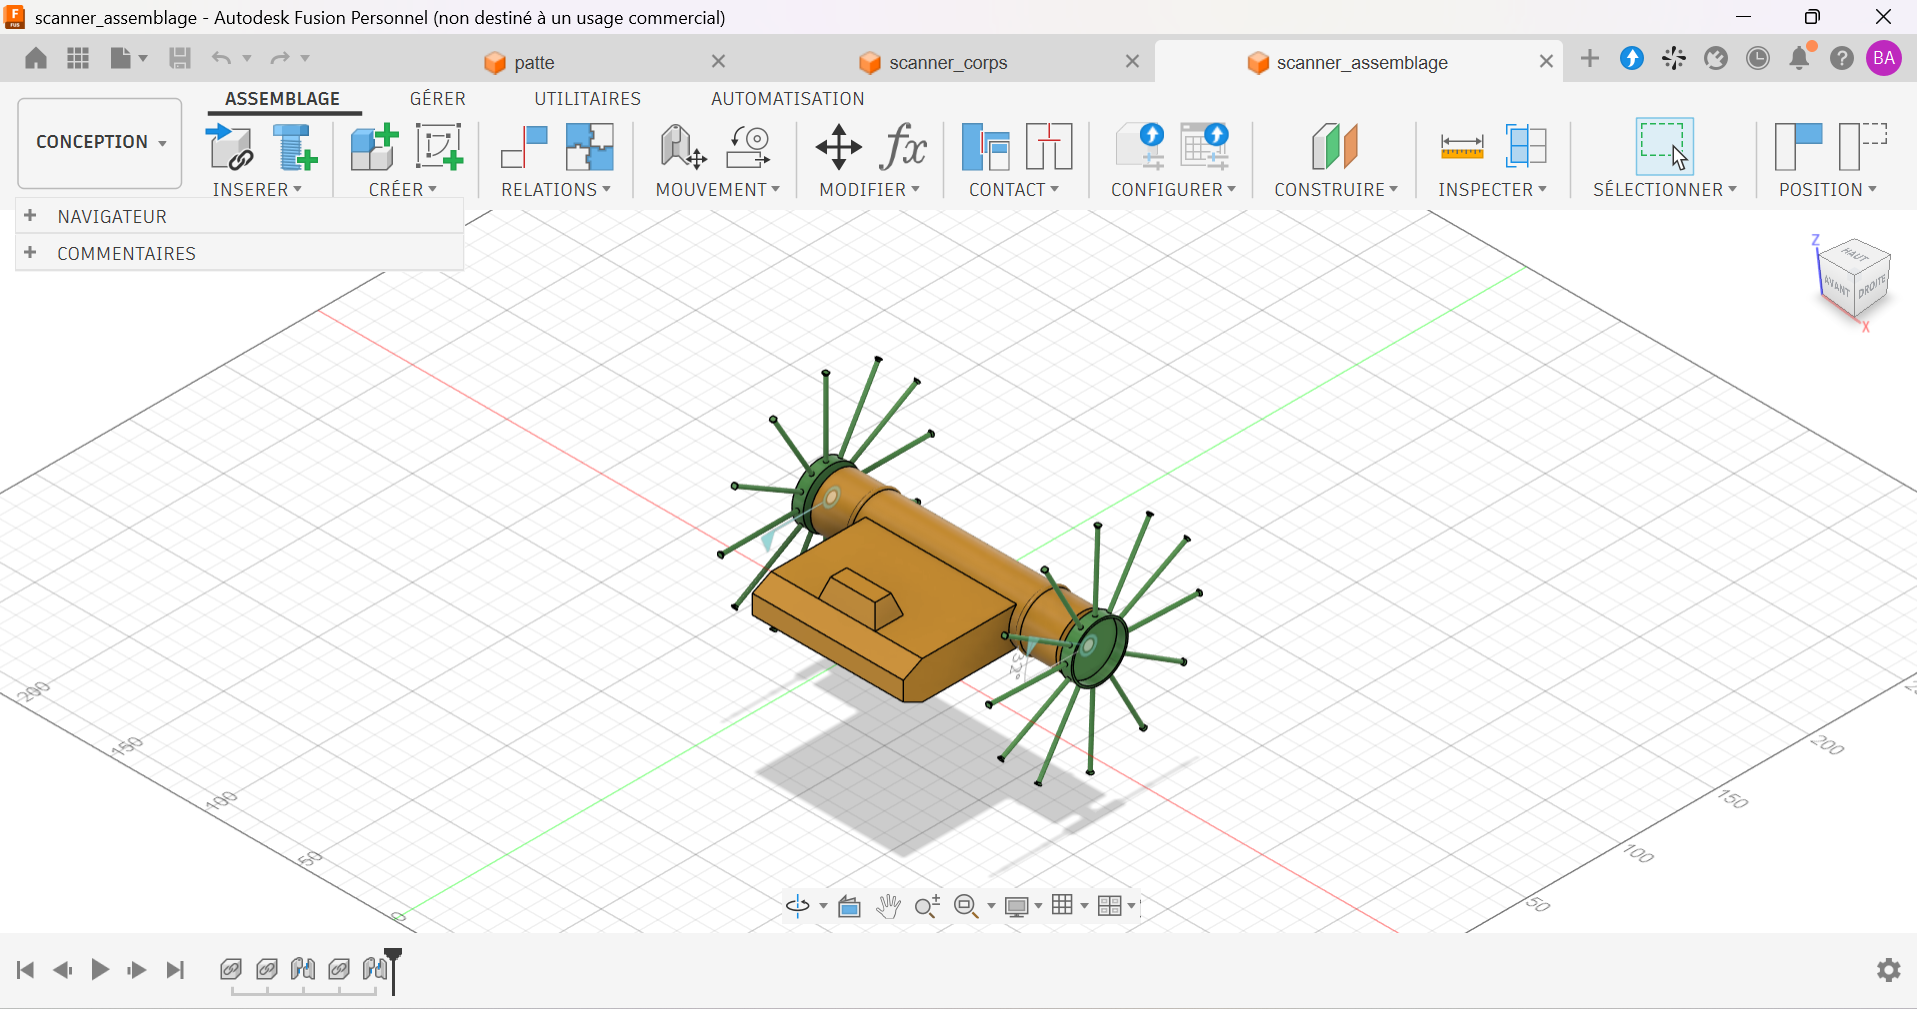 scanner_assemblage - Autodesk Fusion Personnel (non destiné à un usage commercial)
patte
scanner_corps
scanner_assemblage
BA
CONCEPTION
ASSEMBLAGE
GÉRER
UTILITAIRES
AUTOMATISATION
INSERER
CRÉER
RELATIONS
MOUVEMENT
MODIFIER
CONTACT
CONFIGURER
CONSTRUIRE
INSPECTER
SÉLECTIONNER
POSITION
NAVIGATEUR
COMMENTAIRES
Z
HAUT
AVANT
DROITE
X
200
150
100
50
0
50
100
150
200